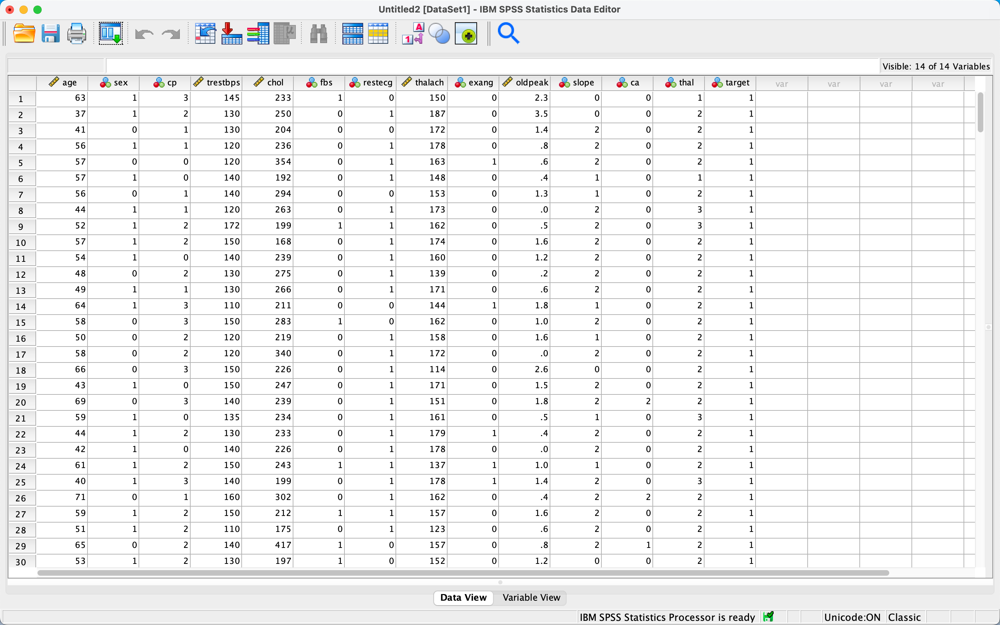 Untitled2 [DataSet1] - IBM SPSS Statistics Data Editor
A
1
μ
Visible: 14 of 14 Variables
age sex cp trestbps chol fbs restecg thalach exang oldpeak slope ca thal target var var var var
1 63 1 3 145 233 1 0 150 0 2.3 0 0 1 1
2 37 1 2 130 250 0 1 187 0 3.5 0 0 2 1
3 41 0 1 130 204 0 0 172 0 1.4 2 0 2 1
4 56 1 1 120 236 0 1 178 0 .8 2 0 2 1
5 57 0 0 120 354 0 1 163 1 .6 2 0 2 1
6 57 1 0 140 192 0 1 148 0 .4 1 0 1 1
7 56 0 1 140 294 0 0 153 0 1.3 1 0 2 1
8 44 1 1 120 263 0 1 173 0 .0 2 0 3 1
9 52 1 2 172 199 1 1 162 0 .5 2 0 3 1
10 57 1 2 150 168 0 1 174 0 1.6 2 0 2 1
11 54 1 0 140 239 0 1 160 0 1.2 2 0 2 1
12 48 0 2 130 275 0 1 139 0 .2 2 0 2 1
13 49 1 1 130 266 0 1 171 0 .6 2 0 2 1
14 64 1 3 110 211 0 0 144 1 1.8 1 0 2 1
15 58 0 3 150 283 1 0 162 0 1.0 2 0 2 1
16 50 0 2 120 219 0 1 158 0 1.6 1 0 2 1
17 58 0 2 120 340 0 1 172 0 .0 2 0 2 1
18 66 0 3 150 226 0 1 114 0 2.6 0 0 2 1
19 43 1 0 150 247 0 1 171 0 1.5 2 0 2 1
20 69 0 3 140 239 0 1 151 0 1.8 2 2 2 1
21 59 1 0 135 234 0 1 161 0 .5 1 0 3 1
22 44 1 2 130 233 0 1 179 1 .4 2 0 2 1
23 42 1 0 140 226 0 1 178 0 .0 2 0 2 1
24 61 1 2 150 243 1 1 137 1 1.0 1 0 2 1
25 40 1 3 140 199 0 1 178 1 1.4 2 0 3 1
26 71 0 1 160 302 0 1 162 0 .4 2 2 2 1
27 59 1 2 150 212 1 1 157 0 1.6 2 0 2 1
28 51 1 2 110 175 0 1 123 0 .6 2 0 2 1
29 65 0 2 140 417 1 0 157 0 .8 2 1 2 1
30 53 1 2 130 197 1 0 152 0 1.2 0 0 2 1
Data View Variable View
IBM SPSS Statistics Processor is ready Unicode:ON Classic